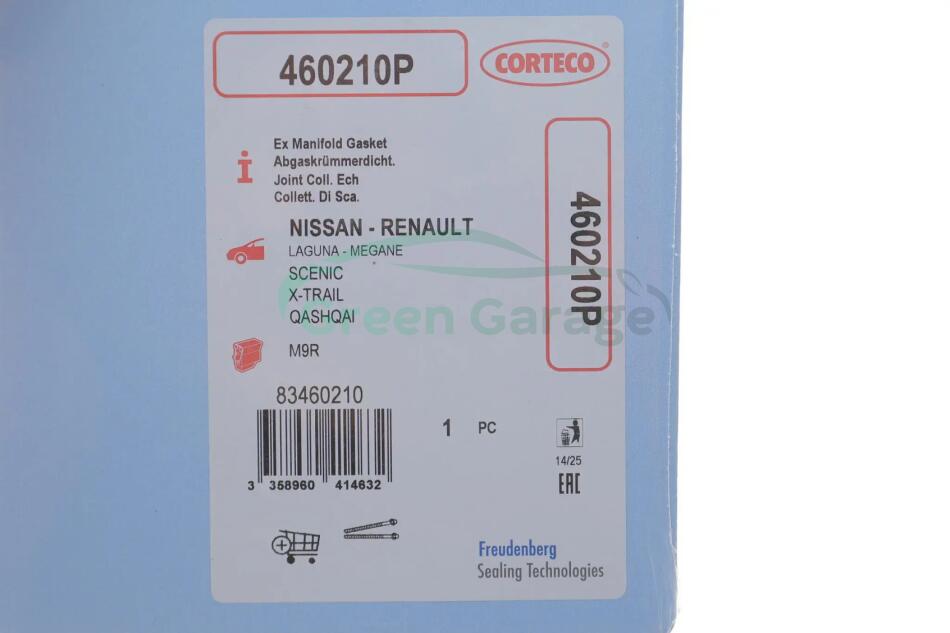 460210P
CORTECO®
Ex Manifold Gasket
Abgaskrümmerdicht.
Joint Coll. Ech
Collett. Di Sca.
NISSAN - RENAULT
LAGUNA - MEGANE
SCENIC
X-TRAIL
QASHQAI
Green Garage
M9R
460210P
83460210
3 358960 414632
1 PC
14/25
EAC
Freudenberg
Sealing Technologies